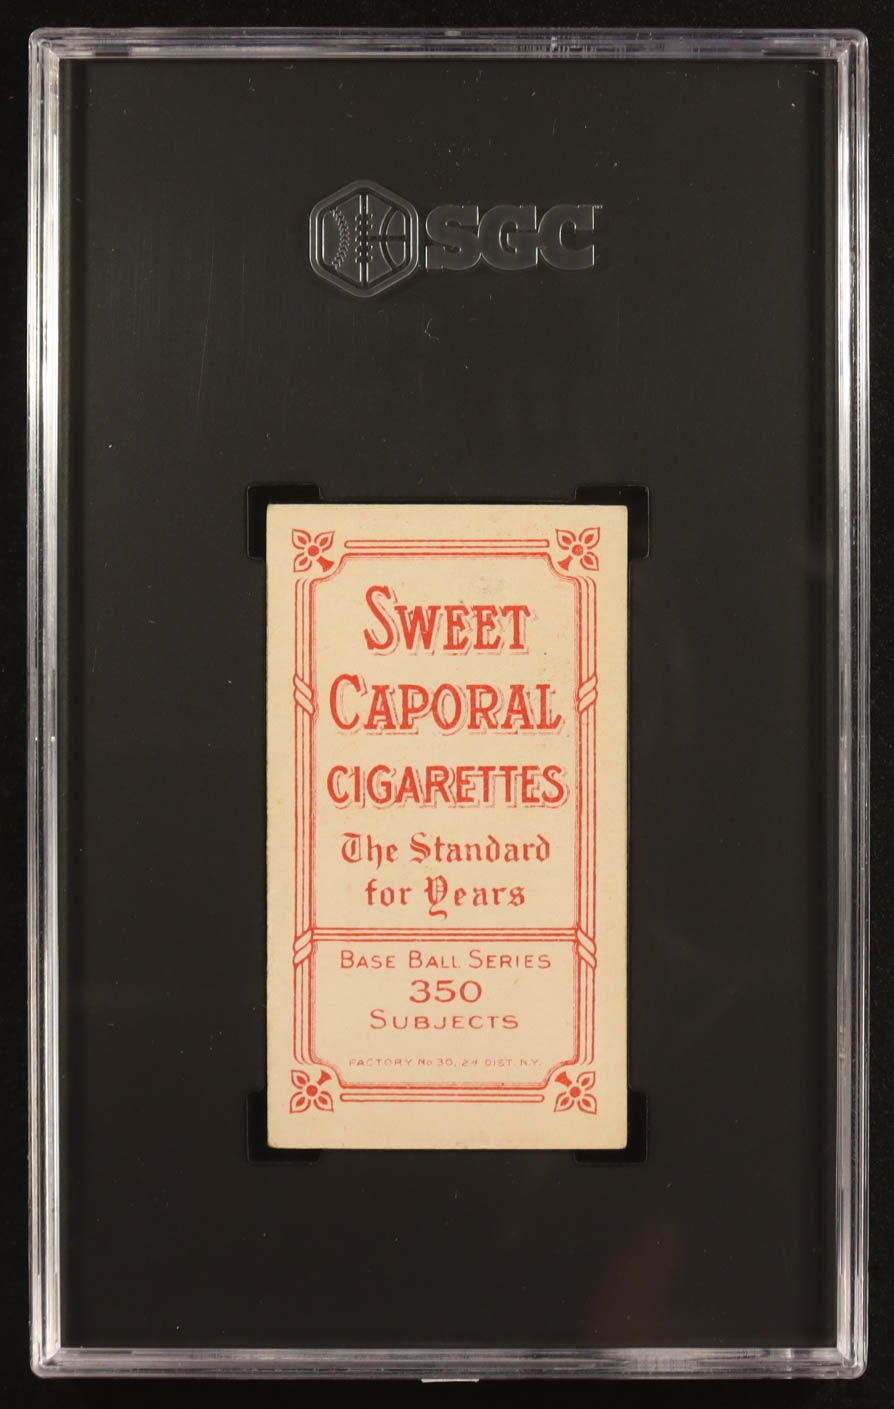 SGC
SWEET
CAPORAL
CIGARETTES
The Standard
for Years
BASE BALL SERIES
350
SUBJECTS
FACTORY No. 30, 2d DIST. N.Y.